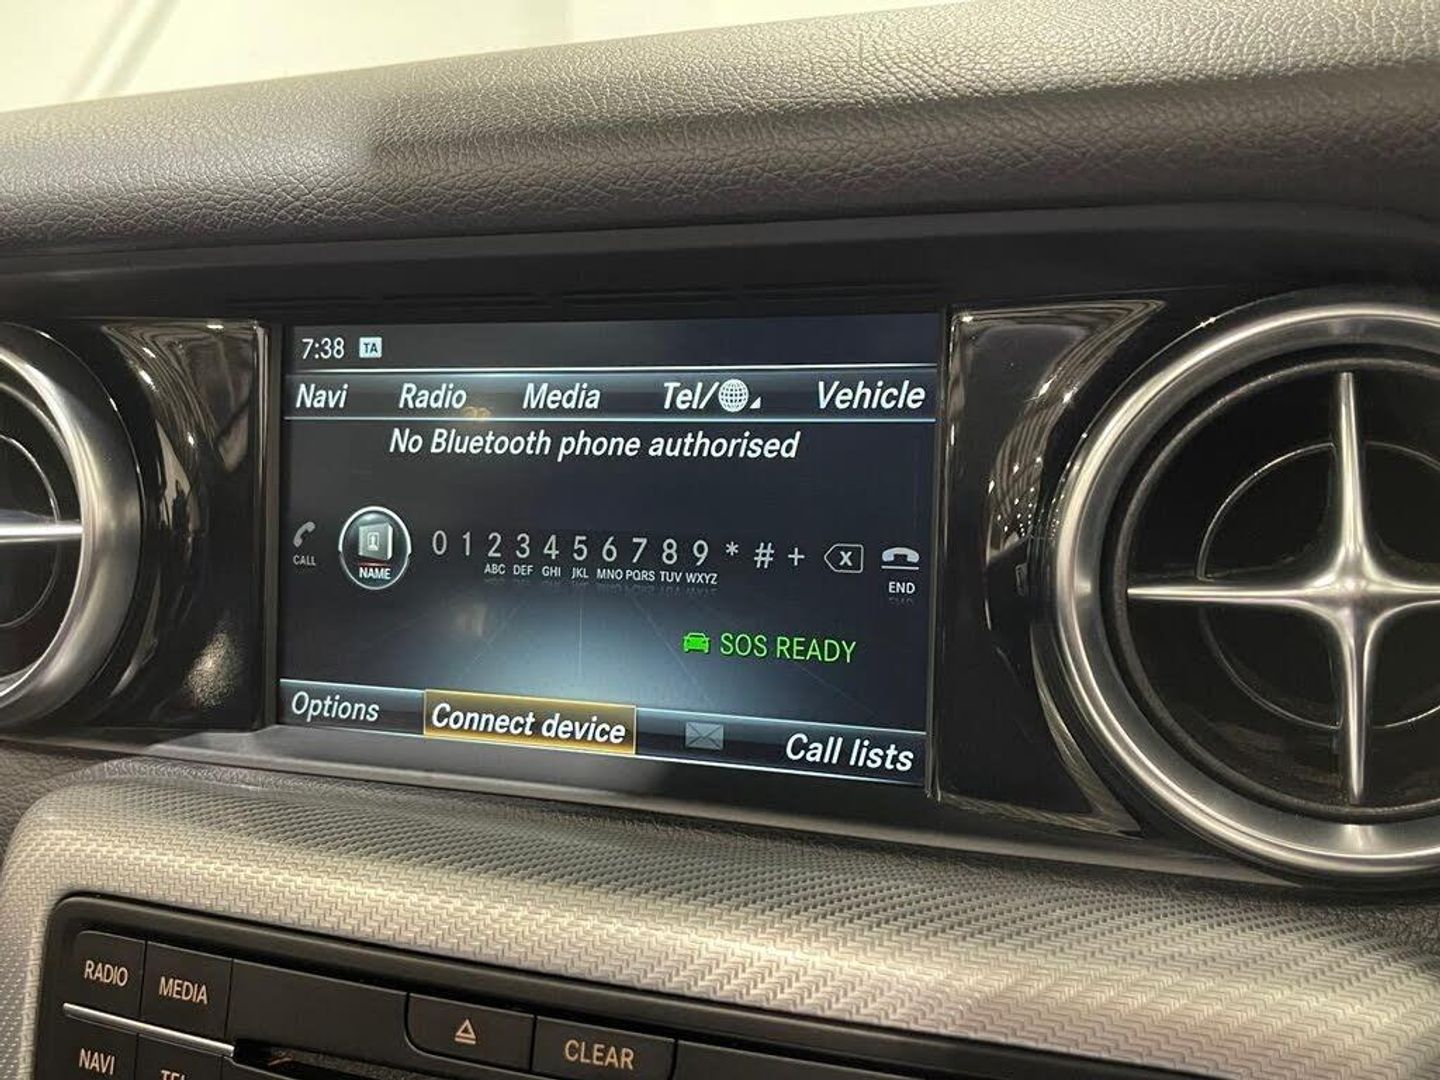 7:38 TA
Navi Radio Media Tel/ Vehicle
No Bluetooth phone authorised
CALL NAME 0 1 2 3 4 5 6 7 8 9 * # + X END
ABC DEF GHI JKL MNO PQRS TUV WXYZ
SOS READY
Options Connect device Call lists
RADIO MEDIA
CLEAR
NAVI TEL